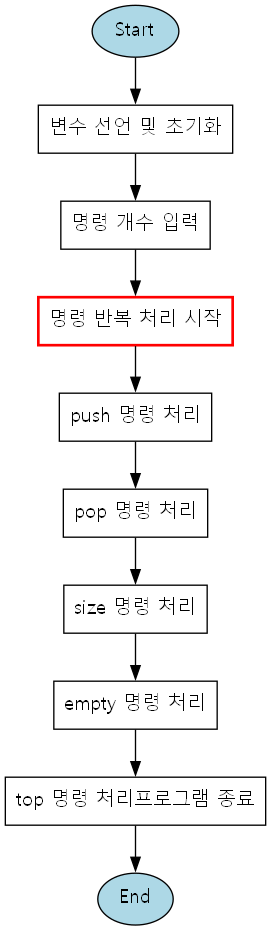 Start
변수 선언 및 초기화
명령 개수 입력
명령 반복 처리 시작
push 명령 처리
pop 명령 처리
size 명령 처리
empty 명령 처리
top 명령 처리프로그램 종료
End